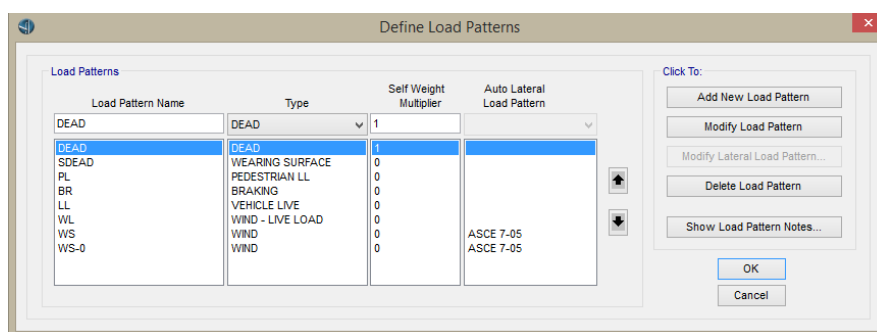 Define Load Patterns
Load Patterns
Click To:
Load Pattern Name Type Self Weight Multiplier Auto Lateral Load Pattern
DEAD DEAD 1
DEAD DEAD 1
SDEAD WEARING SURFACE 0
PL PEDESTRIAN LL 0
BR BRAKING 0
LL VEHICLE LIVE 0
WL WIND - LIVE LOAD 0
WS WIND 0 ASCE 7-05
WS-0 WIND 0 ASCE 7-05
Add New Load Pattern
Modify Load Pattern
Modify Lateral Load Pattern...
Delete Load Pattern
Show Load Pattern Notes...
OK
Cancel